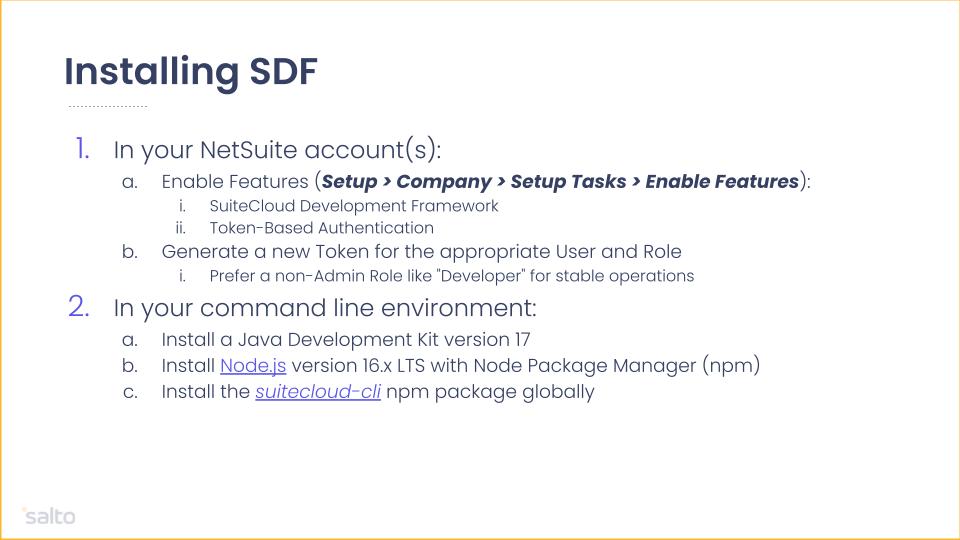 Installing SDF
1. In your NetSuite account(s):
a. Enable Features (Setup > Company > Setup Tasks > Enable Features):
i. SuiteCloud Development Framework
ii. Token-Based Authentication
b. Generate a new Token for the appropriate User and Role
i. Prefer a non-Admin Role like "Developer" for stable operations
2. In your command line environment:
a. Install a Java Development Kit version 17
b. Install Node.js version 16.x LTS with Node Package Manager (npm)
c. Install the suitecloud-cli npm package globally
salto